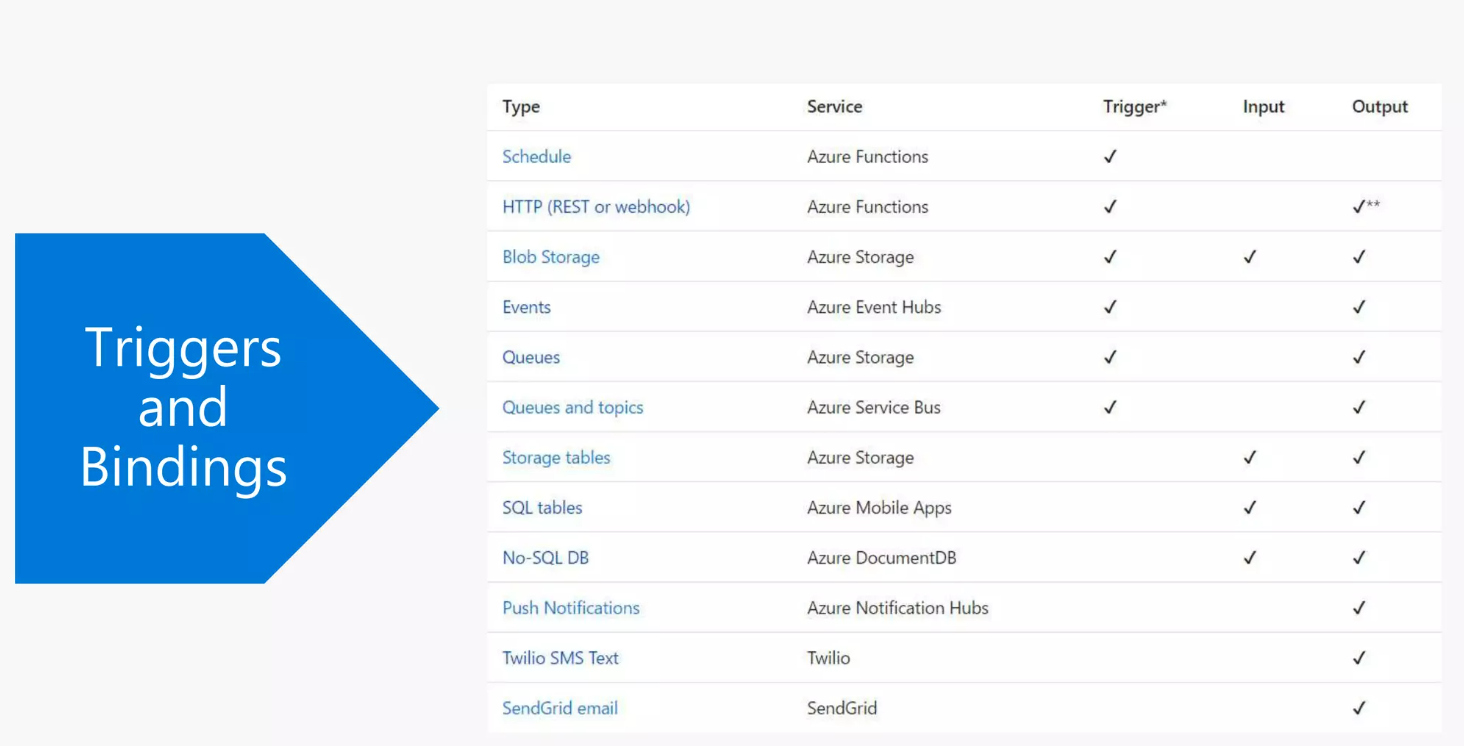 Triggers
and
Bindings
Type Service Trigger* Input Output
Schedule Azure Functions ✓
HTTP (REST or webhook) Azure Functions ✓ ✓**
Blob Storage Azure Storage ✓ ✓ ✓
Events Azure Event Hubs ✓ ✓
Queues Azure Storage ✓ ✓
Queues and topics Azure Service Bus ✓ ✓
Storage tables Azure Storage ✓ ✓
SQL tables Azure Mobile Apps ✓ ✓
No-SQL DB Azure DocumentDB ✓ ✓
Push Notifications Azure Notification Hubs ✓
Twilio SMS Text Twilio ✓
SendGrid email SendGrid ✓